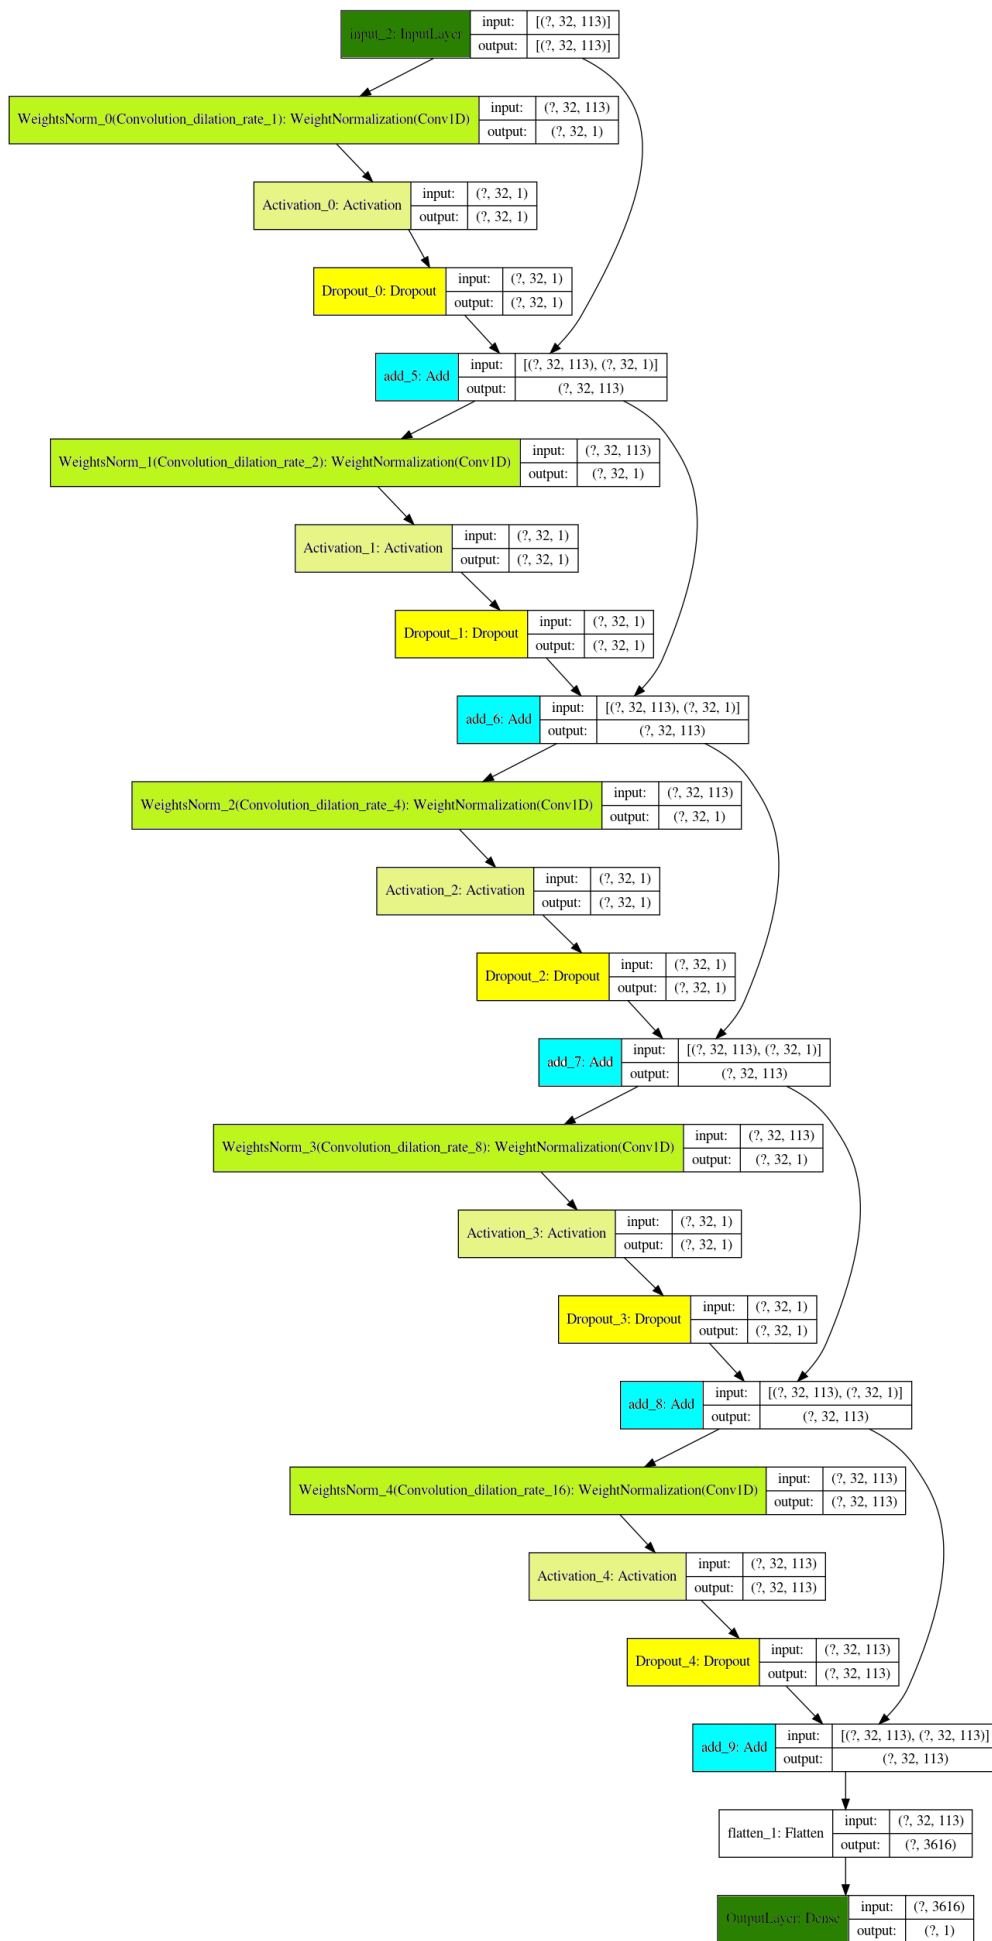 input_2: InputLayer
input: [(?, 32, 113)]
output: [(?, 32, 113)]
WeightsNorm_0(Convolution_dilation_rate_1): WeightNormalization(Conv1D)
input: (?, 32, 113)
output: (?, 32, 1)
Activation_0: Activation
input: (?, 32, 1)
output: (?, 32, 1)
Dropout_0: Dropout
input: (?, 32, 1)
output: (?, 32, 1)
add_5: Add
input: [(?, 32, 113), (?, 32, 1)]
output: (?, 32, 113)
WeightsNorm_1(Convolution_dilation_rate_2): WeightNormalization(Conv1D)
input: (?, 32, 113)
output: (?, 32, 1)
Activation_1: Activation
input: (?, 32, 1)
output: (?, 32, 1)
Dropout_1: Dropout
input: (?, 32, 1)
output: (?, 32, 1)
add_6: Add
input: [(?, 32, 113), (?, 32, 1)]
output: (?, 32, 113)
WeightsNorm_2(Convolution_dilation_rate_4): WeightNormalization(Conv1D)
input: (?, 32, 113)
output: (?, 32, 1)
Activation_2: Activation
input: (?, 32, 1)
output: (?, 32, 1)
Dropout_2: Dropout
input: (?, 32, 1)
output: (?, 32, 1)
add_7: Add
input: [(?, 32, 113), (?, 32, 1)]
output: (?, 32, 113)
WeightsNorm_3(Convolution_dilation_rate_8): WeightNormalization(Conv1D)
input: (?, 32, 113)
output: (?, 32, 1)
Activation_3: Activation
input: (?, 32, 1)
output: (?, 32, 1)
Dropout_3: Dropout
input: (?, 32, 1)
output: (?, 32, 1)
add_8: Add
input: [(?, 32, 113), (?, 32, 1)]
output: (?, 32, 113)
WeightsNorm_4(Convolution_dilation_rate_16): WeightNormalization(Conv1D)
input: (?, 32, 113)
output: (?, 32, 113)
Activation_4: Activation
input: (?, 32, 113)
output: (?, 32, 113)
Dropout_4: Dropout
input: (?, 32, 113)
output: (?, 32, 113)
add_9: Add
input: [(?, 32, 113), (?, 32, 113)]
output: (?, 32, 113)
flatten_1: Flatten
input: (?, 32, 113)
output: (?, 3616)
OutputLayer: Dense
input: (?, 3616)
output: (?, 1)